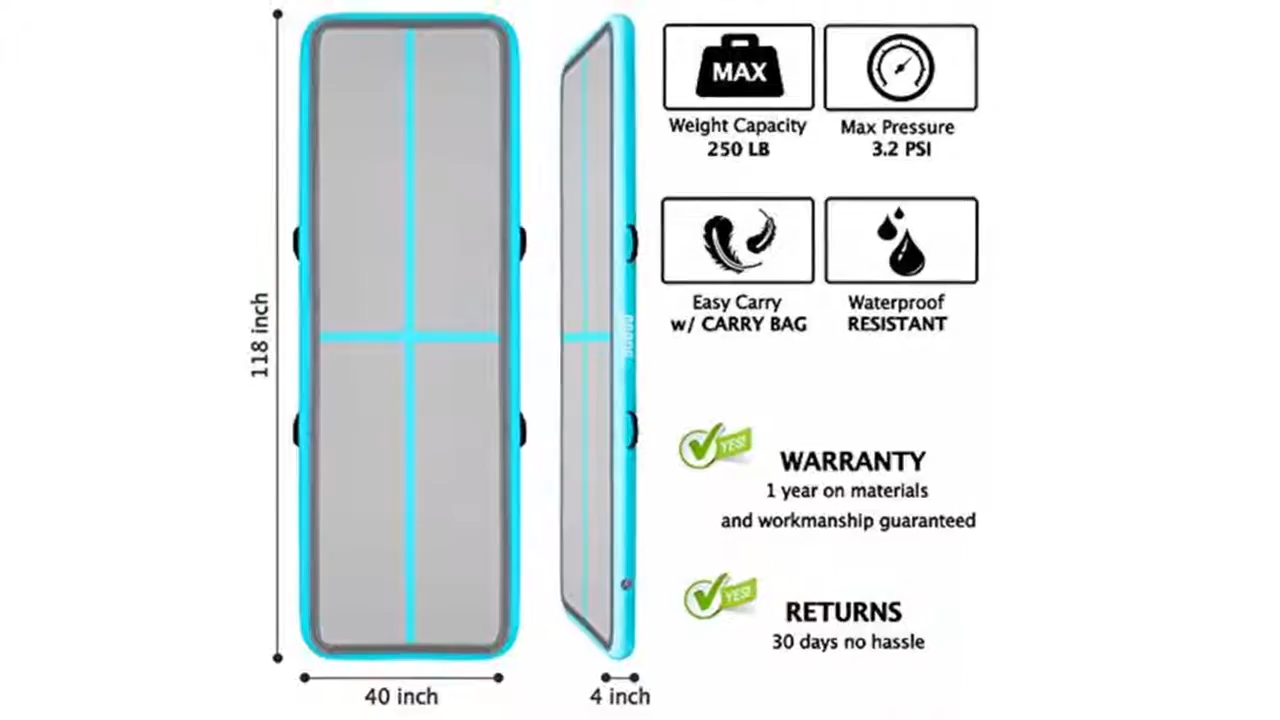 118 inch
40 inch
4 inch
MAX
Weight Capacity
250 LB
Max Pressure
3.2 PSI
Easy Carry
w/ CARRY BAG
Waterproof
RESISTANT
YES!
WARRANTY
1 year on materials
and workmanship guaranteed
YES!
RETURNS
30 days no hassle